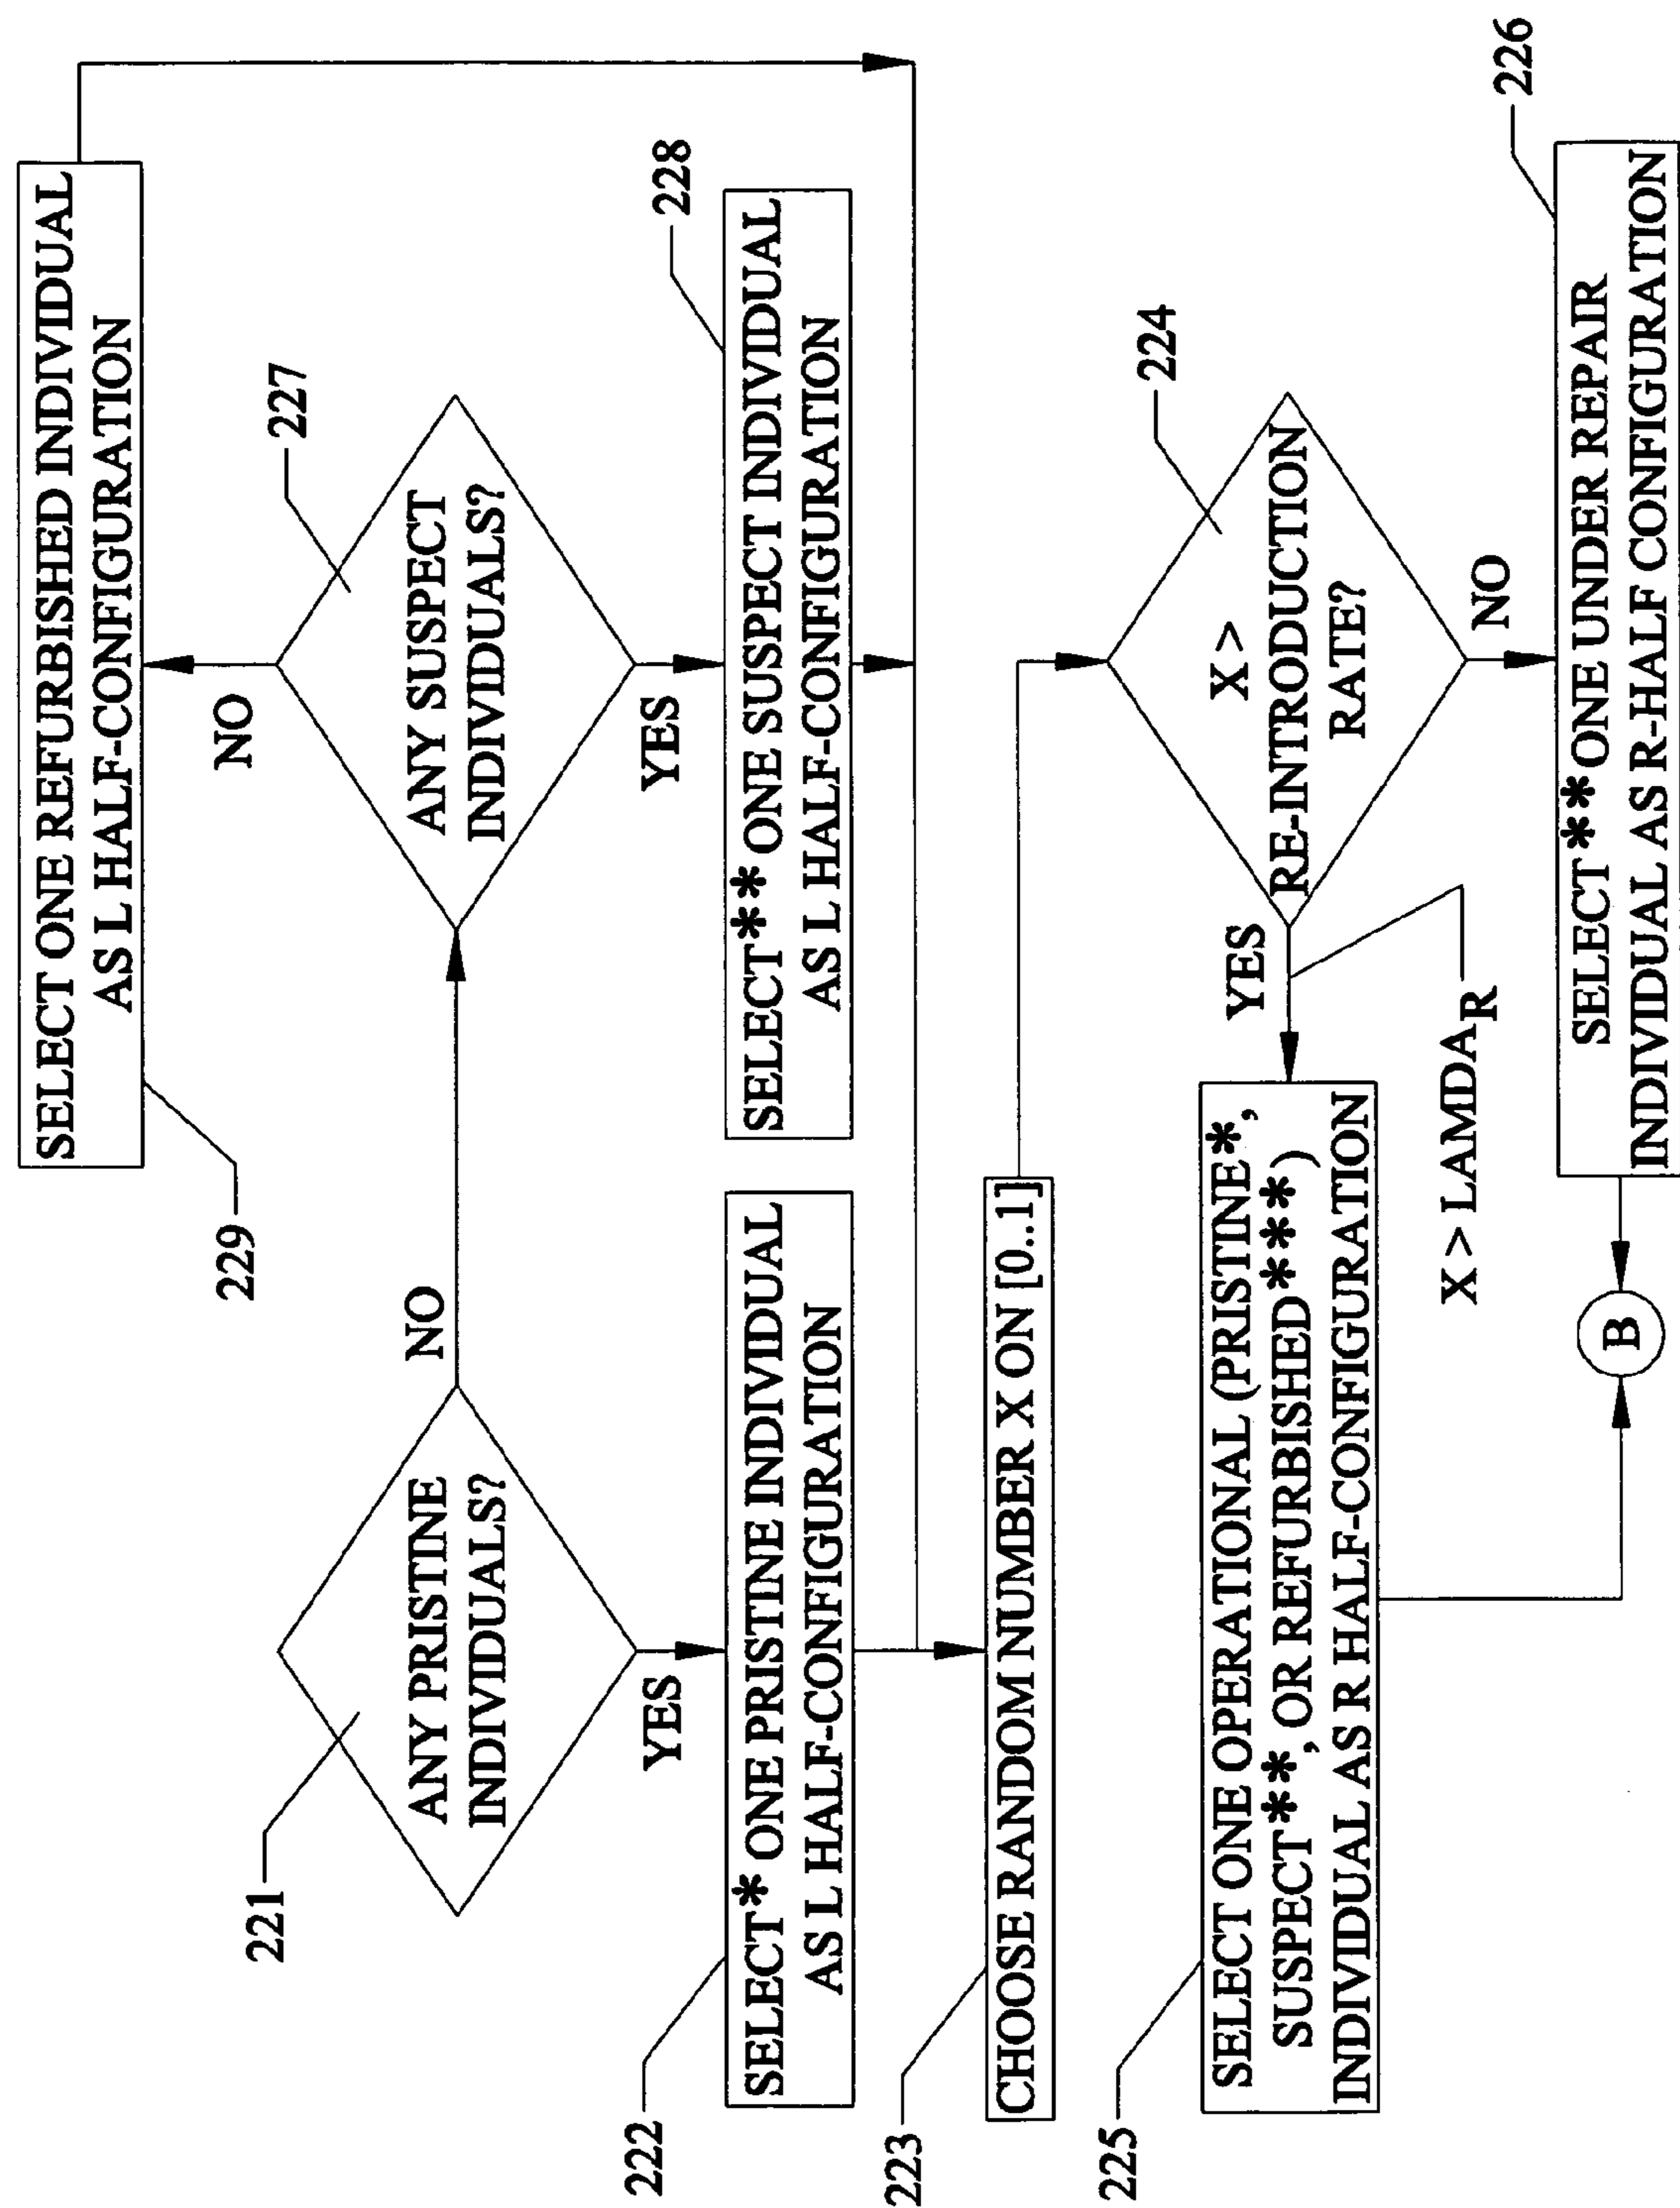 SELECT ONE REFURBISHED INDIVIDUAL
AS L HALF-CONFIGURATION
229
221
ANY PRISTINE
INDIVIDUALS?
NO
YES
227
ANY SUSPECT
INDIVIDUALS?
NO
YES
222
SELECT* ONE PRISTINE INDIVIDUAL
AS L HALF-CONFIGURATION
228
SELECT** ONE SUSPECT INDIVIDUAL
AS L HALF-CONFIGURATION
223
CHOOSE RANDOM NUMBER X ON [0..1]
224
X >
RE-INTRODUCTION
RATE?
YES
NO
225
SELECT ONE OPERATIONAL (PRISTINE*,
SUSPECT**, OR REFURBISHED***)
INDIVIDUAL AS R HALF-CONFIGURATION
X > LAMDA R
226
SELECT**ONE UNDER REPAIR
INDIVIDUAL AS R-HALF CONFIGURATION
B